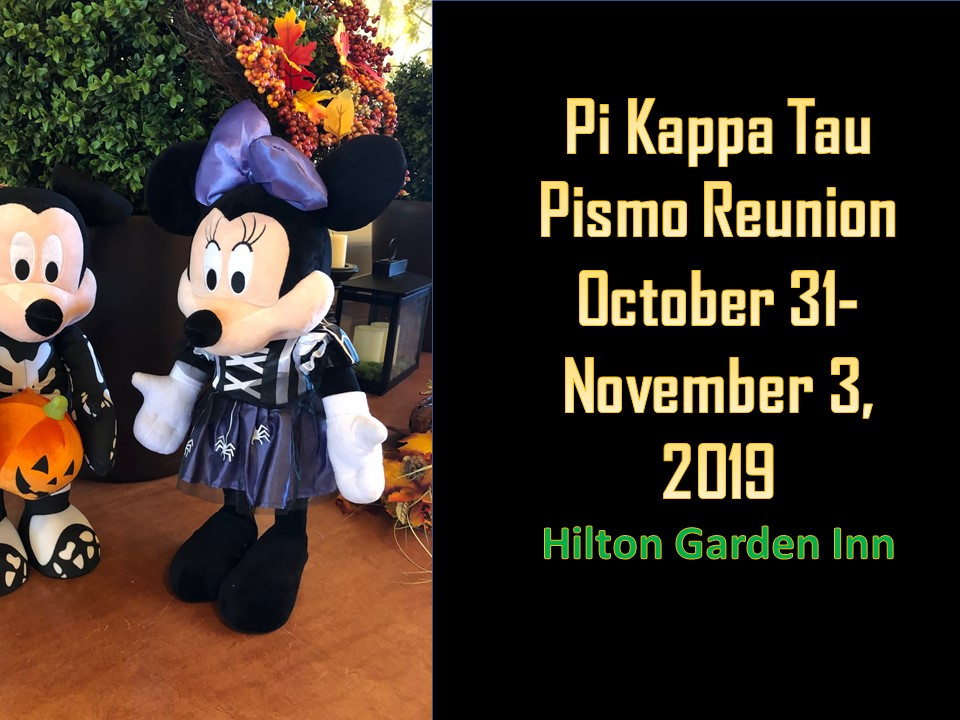 Pi Kappa Tau
Pismo Reunion
October 31-
November 3,
2019
Hilton Garden Inn